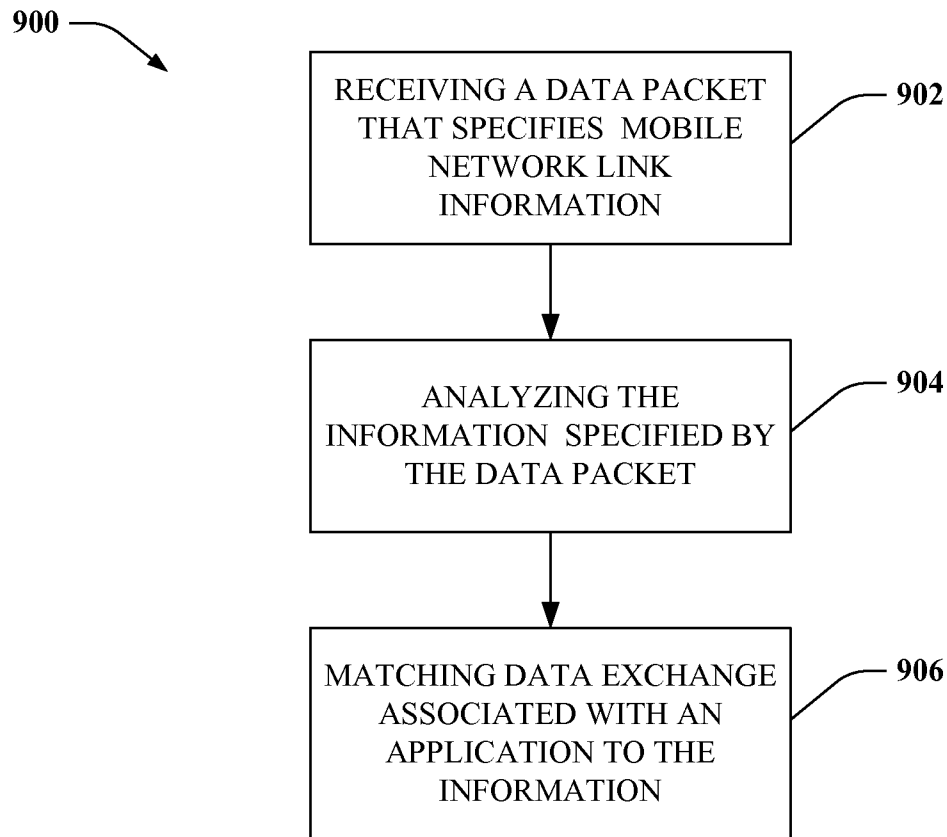 900
RECEIVING A DATA PACKET
THAT SPECIFIES MOBILE
NETWORK LINK
INFORMATION
902
ANALYZING THE
INFORMATION SPECIFIED BY
THE DATA PACKET
904
MATCHING DATA EXCHANGE
ASSOCIATED WITH AN
APPLICATION TO THE
INFORMATION
906